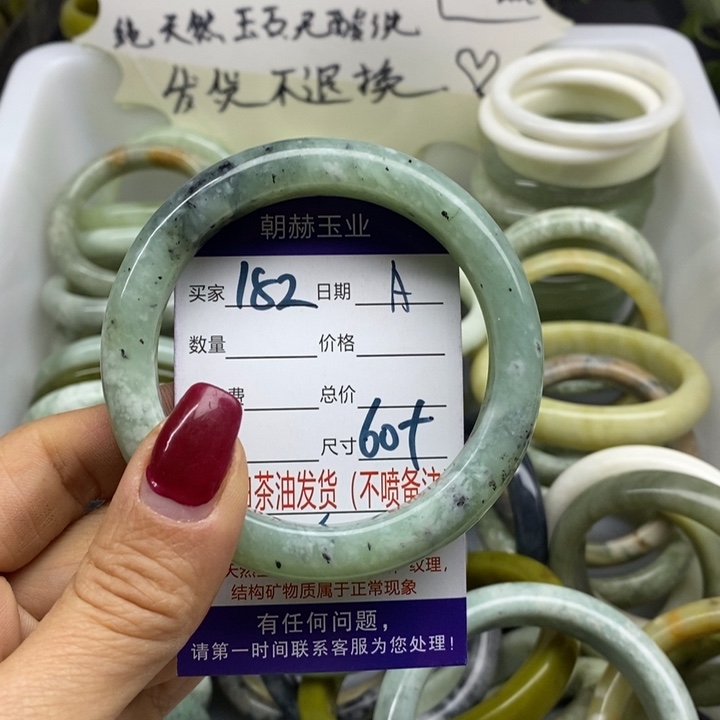 纯天然玉石无酸洗
发货不退换
朝赫玉业
买家 182 日期 A
数量 价格
费 总价
尺寸 60+
茶油发货（不喷备注
纹理，
结构矿物质属于正常现象
有任何问题，
请第一时间联系客服为您处理！